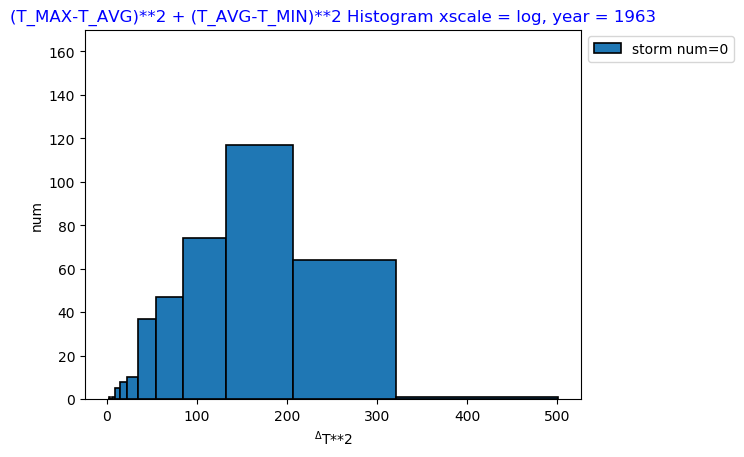 (T_MAX-T_AVG)**2 + (T_AVG-T_MIN)**2 Histogram xscale = log, year = 1963
storm num=0
160
140
120
100
80
60
40
20
0
num
0 100 200 300 400 500
ΔT**2